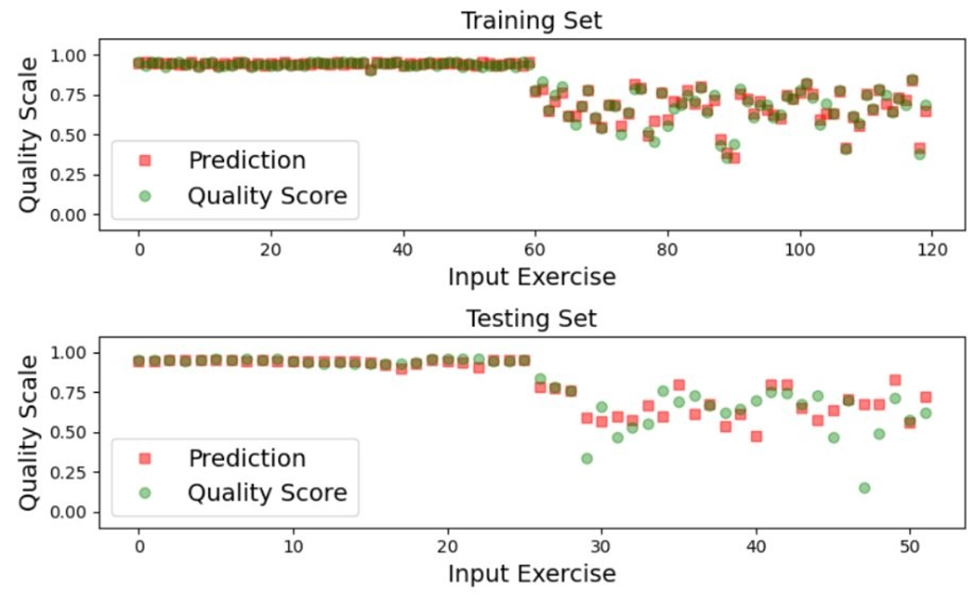 Training Set
Quality Scale
1.00
0.75
0.50
0.25
0.00
Prediction
Quality Score
0 20 40 60 80 100 120
Input Exercise
Testing Set
Quality Scale
1.00
0.75
0.50
0.25
0.00
Prediction
Quality Score
0 10 20 30 40 50
Input Exercise